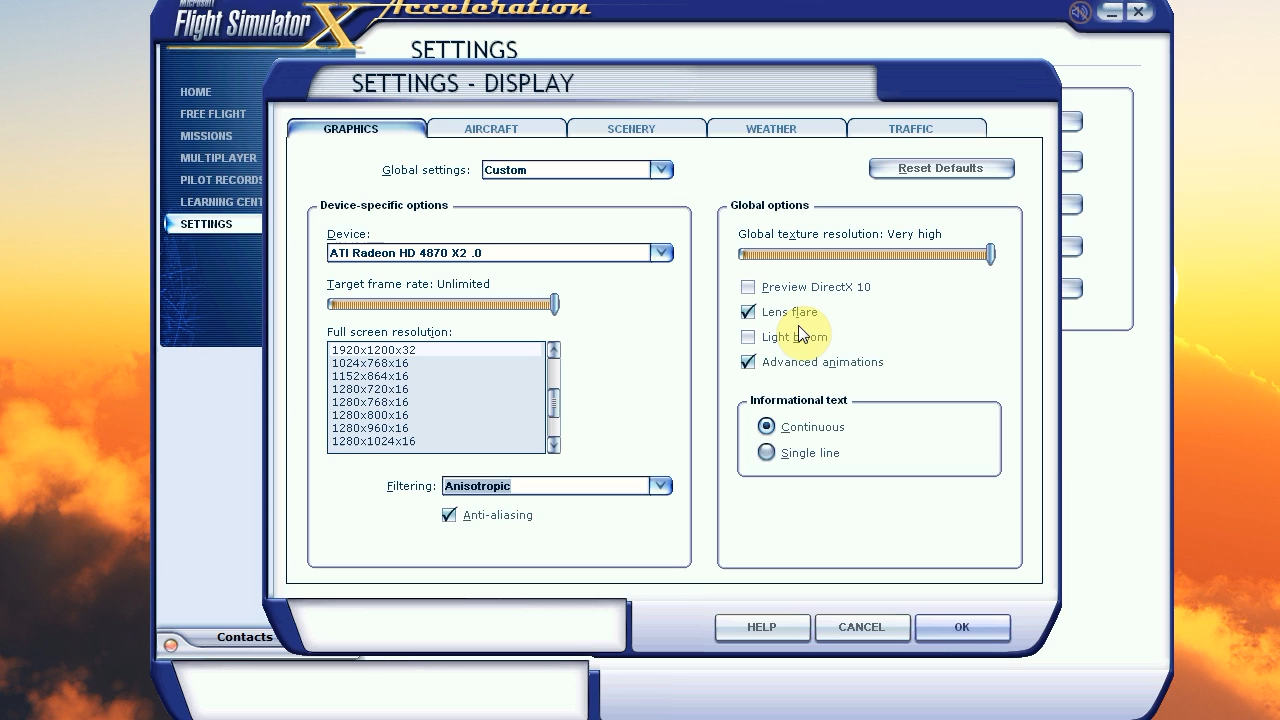 Microsoft
Flight Simulator X
Acceleration
SETTINGS
HOME
FREE FLIGHT
MISSIONS
MULTIPLAYER
PILOT RECORDS
LEARNING CENT
SETTINGS
SETTINGS - DISPLAY
GRAPHICS
AIRCRAFT
SCENERY
WEATHER
TRAFFIC
Global settings: Custom
Reset Defaults
Device-specific options
Device:
ATI Radeon HD 4870 X2 .0
Target frame rate: Unlimited
Full-screen resolution:
1920x1200x32
1024x768x16
1152x864x16
1280x720x16
1280x768x16
1280x800x16
1280x960x16
1280x1024x16
Filtering: Anisotropic
Anti-aliasing
Global options
Global texture resolution: Very high
Preview DirectX 10
Lens flare
Light bloom
Advanced animations
Informational text
Continuous
Single line
HELP
CANCEL
OK
Contacts